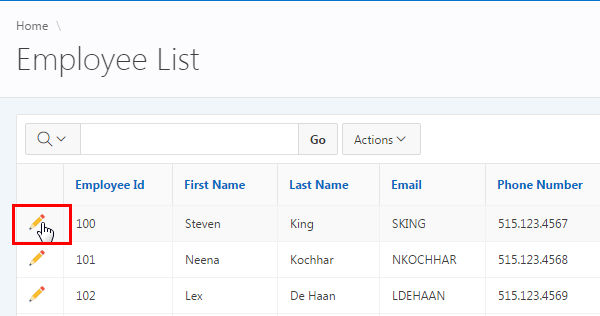 Home \
Employee List
Go Actions
Employee Id First Name Last Name Email Phone Number
100 Steven King SKING 515.123.4567
101 Neena Kochhar NKOCHHAR 515.123.4568
102 Lex De Haan LDEHAAN 515.123.4569